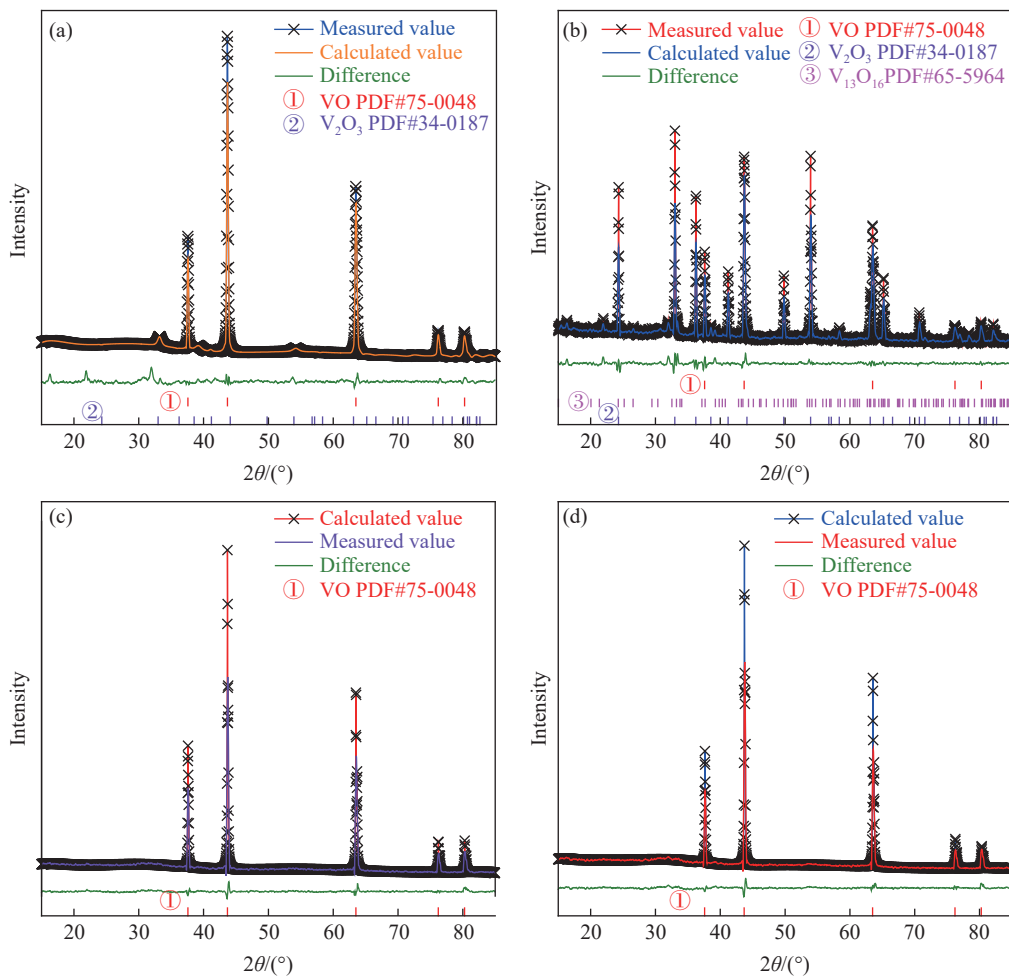 (a)
Measured value
Calculated value
Difference
① VO PDF#75-0048
② V₂O₃ PDF#34-0187
Intensity
①
②
20 30 40 50 60 70 80
2θ/(°)
(b)
Measured value ① VO PDF#75-0048
Calculated value ② V₂O₃ PDF#34-0187
Difference ③ V₁₃O₁₆PDF#65-5964
Intensity
①
③
②
20 30 40 50 60 70 80
2θ/(°)
(c)
Calculated value
Measured value
Difference
① VO PDF#75-0048
Intensity
①
20 30 40 50 60 70 80
2θ/(°)
(d)
Calculated value
Measured value
Difference
① VO PDF#75-0048
Intensity
①
20 30 40 50 60 70 80
2θ/(°)